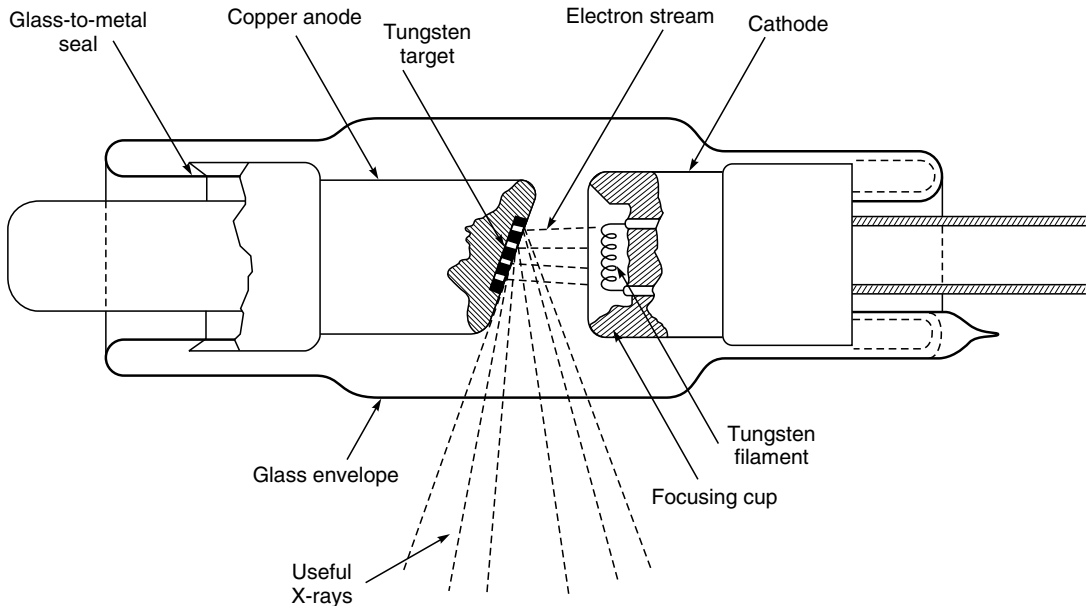 Glass-to-metal
seal
Copper anode
Tungsten
target
Electron stream
Cathode
Glass envelope
Tungsten
filament
Focusing cup
Useful
X-rays